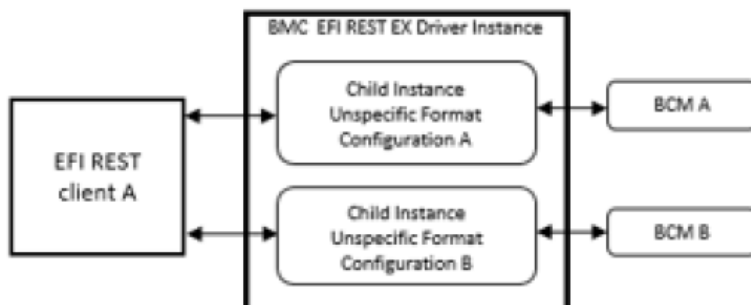 BMC EFI REST EX Driver Instance
Child Instance
Unspecific Format
Configuration A
BCM A
EFI REST
client A
Child Instance
Unspecific Format
Configuration B
BCM B